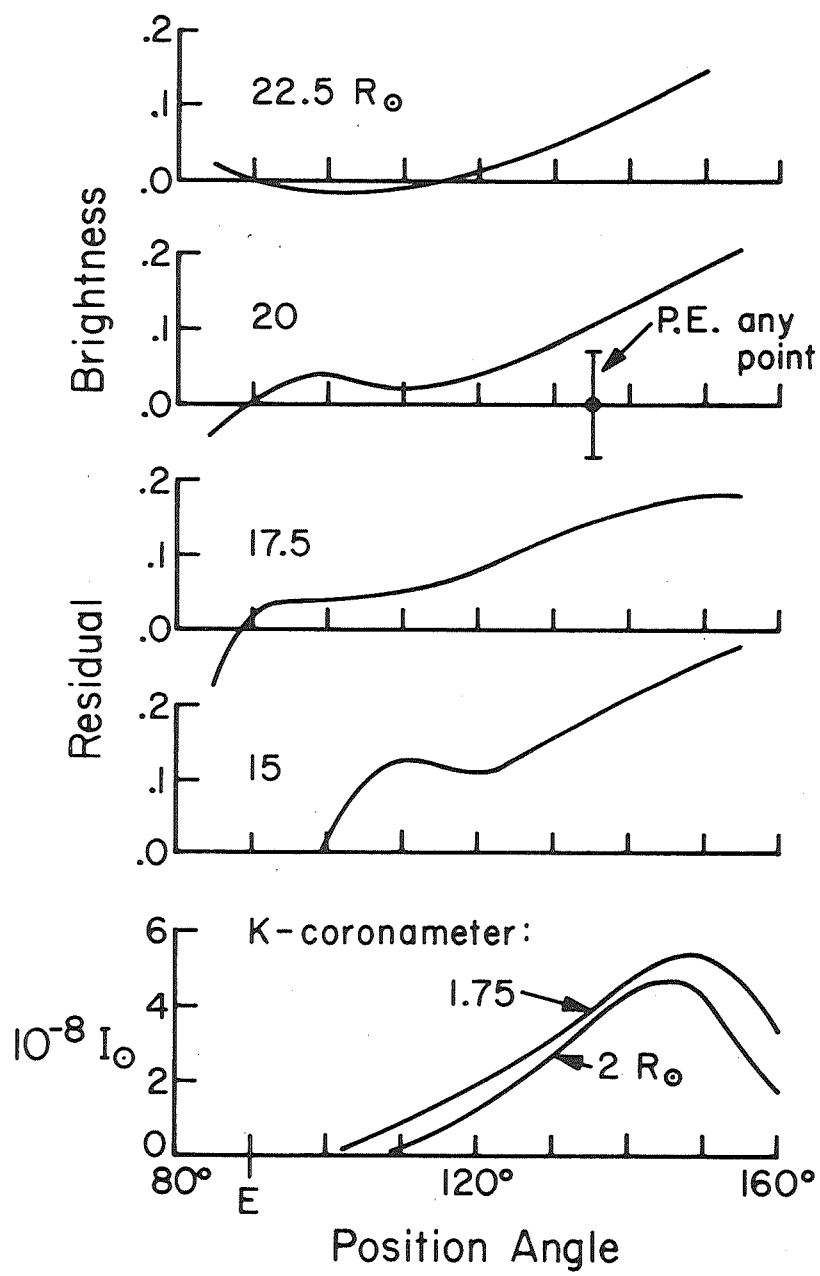 .2
.1
.0
22.5 R☉
.2
.1
.0
20
P.E. any
point
.2
.1
.0
17.5
.2
.1
.0
15
Residual Brightness
6
4
2
0
10⁻⁸ I☉
K-coronameter:
1.75
2 R☉
80° 120° 160°
E
Position Angle